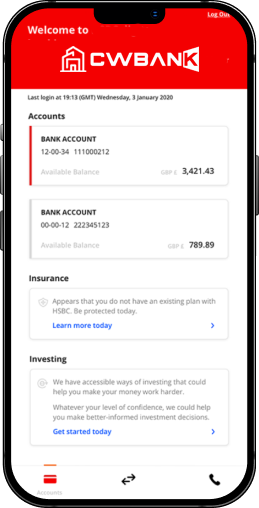 Log Out
Welcome to
CWBANK
Last login at 19:13 (GMT) Wednesday, 3 January 2020
Accounts
BANK ACCOUNT
12-00-34 111000212
Available Balance GBP £ 3,421.43
BANK ACCOUNT
00-00-12 222345123
Available Balance GBP £ 789.89
Insurance
Appears that you do not have an existing plan with
HSBC. Be protected today.
Learn more today
Investing
We have accessible ways of investing that could
help you make your money work harder.
Whatever your level of confidence, we could help
you make better-informed investment decisions.
Get started today
Accounts